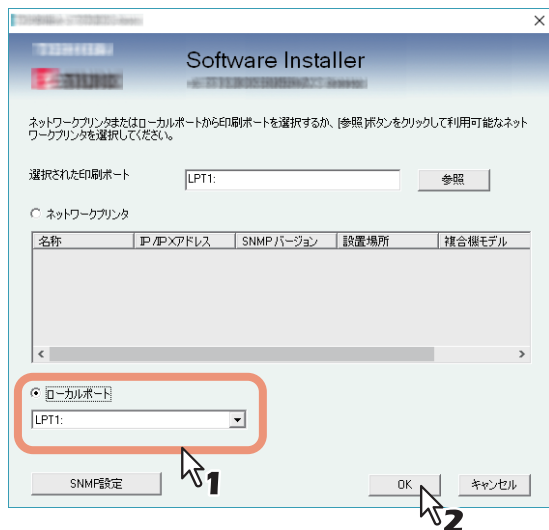 Software Installer
ネットワークプリンタまたはローカルポートから印刷ポートを選択するか、[参照]ボタンをクリックして利用可能なネット
ワークプリンタを選択してください。
選択された印刷ポート
LPT1:
参照
ネットワークプリンタ
名称 IP/IPXアドレス SNMPバージョン 設置場所 複合機モデル
ローカルポート
LPT1:
1
SNMP設定
OK
キャンセル
2